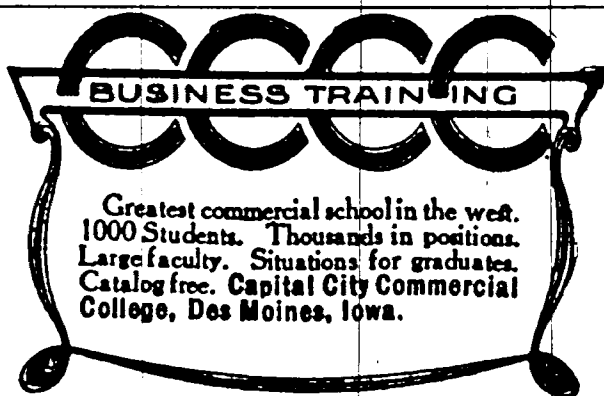 CCCC
BUSINESS TRAINING
Greatest commercial school in the west.
1000 Students. Thousands in positions.
Large faculty. Situations for graduates.
Catalog free. Capital City Commercial
College, Des Moines, Iowa.